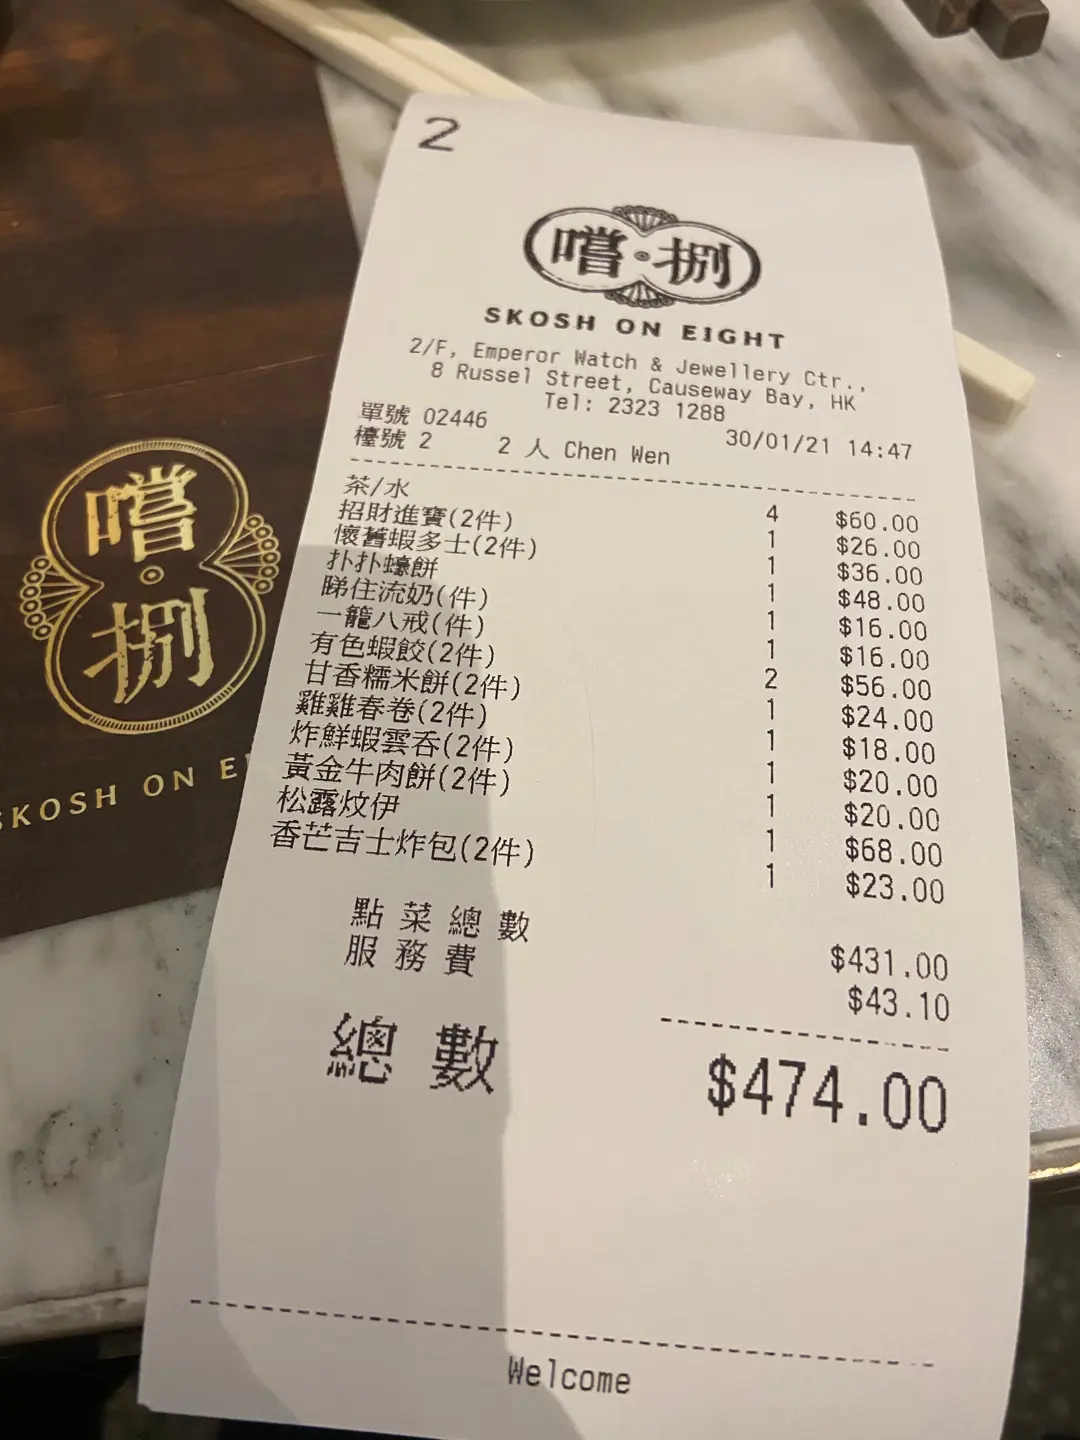 2
嚐·捌
SKOSH ON EIGHT
2/F, Emperor Watch & Jewellery Ctr.,
8 Russel Street, Causeway Bay, HK
Tel: 2323 1288
單號 02446 30/01/21 14:47
檯號 2 2 人 Chen Wen
茶/水 4 $60.00
招財進寶(2件) 1 $26.00
懷舊蝦多士(2件) 1 $36.00
扑扑蠔餅 1 $48.00
睇住流奶(件) 1 $16.00
一籠八戒(件) 1 $16.00
有色蝦餃(2件) 2 $56.00
甘香糯米餅(2件) 1 $24.00
雞雞春卷(2件) 1 $18.00
炸鮮蝦雲吞(2件) 1 $20.00
黃金牛肉餅(2件) 1 $20.00
松露炆伊 1 $68.00
香芒吉士炸包(2件) 1 $23.00
點菜總數 $431.00
服務費 $43.10
總數 $474.00
Welcome
嚐·捌
SKOSH ON E